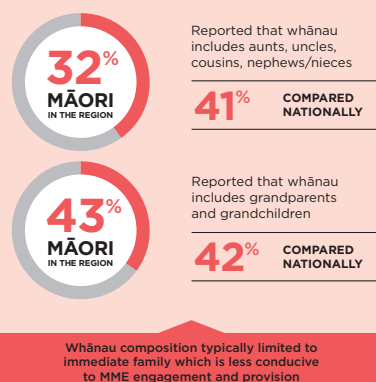 32%
MĀORI
IN THE REGION
Reported that whānau
includes aunts, uncles,
cousins, nephews/nieces
41%
COMPARED
NATIONALLY
43%
MĀORI
IN THE REGION
Reported that whānau
includes grandparents
and grandchildren
42%
COMPARED
NATIONALLY
Whānau composition typically limited to
immediate family which is less conducive
to MME engagement and provision